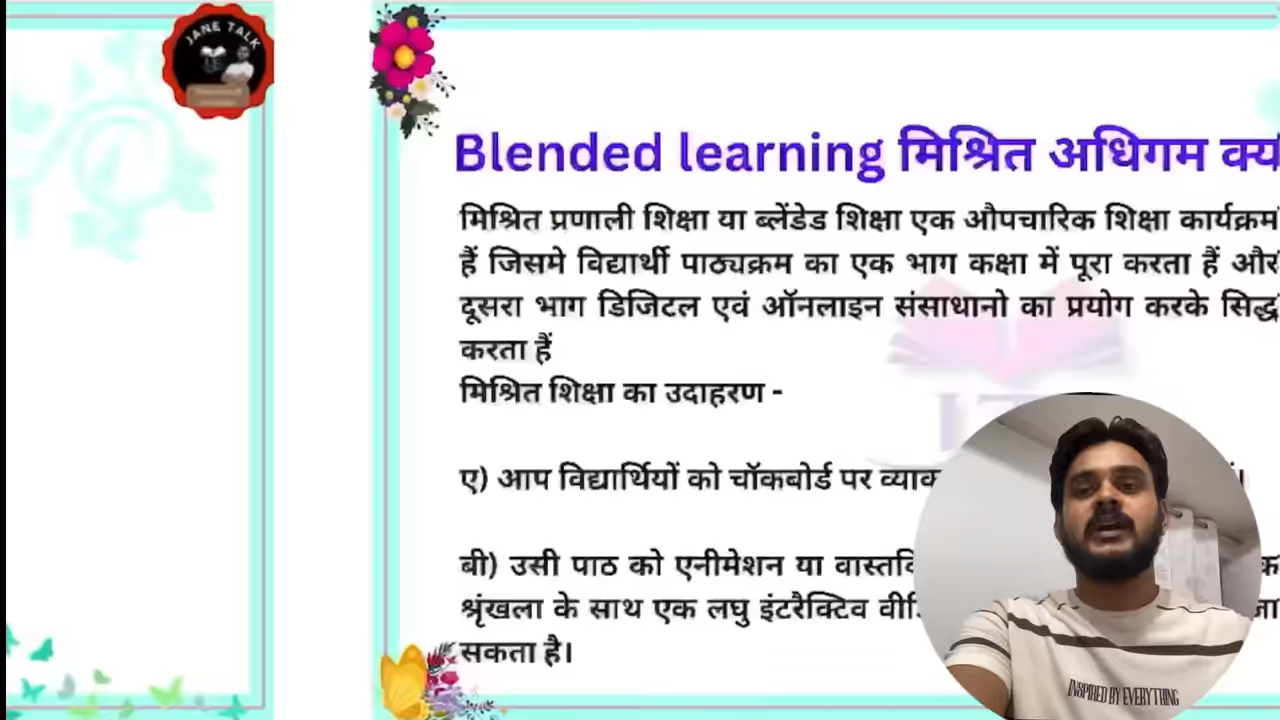 JANE TALK
Blended learning मिश्रित अधिगम क्य
मिश्रित प्रणाली शिक्षा या ब्लेंडेड शिक्षा एक औपचारिक शिक्षा कार्यक्रम
हैं जिसमे विद्यार्थी पाठ्यक्रम का एक भाग कक्षा में पूरा करता हैं और
दूसरा भाग डिजिटल एवं ऑनलाइन संसाधानो का प्रयोग करके सिद्ध
करता हैं
मिश्रित शिक्षा का उदाहरण -
ए) आप विद्यार्थियों को चॉकबोर्ड पर
बी) उसी पाठ को एनीमेशन या
श्रृंखला के साथ एक लघु इंटरैक्टिव
सकता है।
INSPIRED BY EVERYTHING